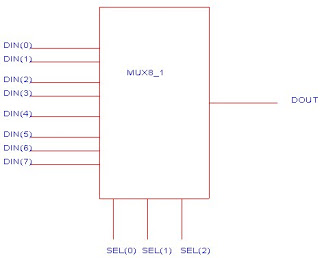 DIN(0)
DIN(1)
DIN(2)
DIN(3)
DIN(4)
DIN(5)
DIN(6)
DIN(7)
MUX8_1
DOUT
SEL(0) SEL(1) SEL(2)